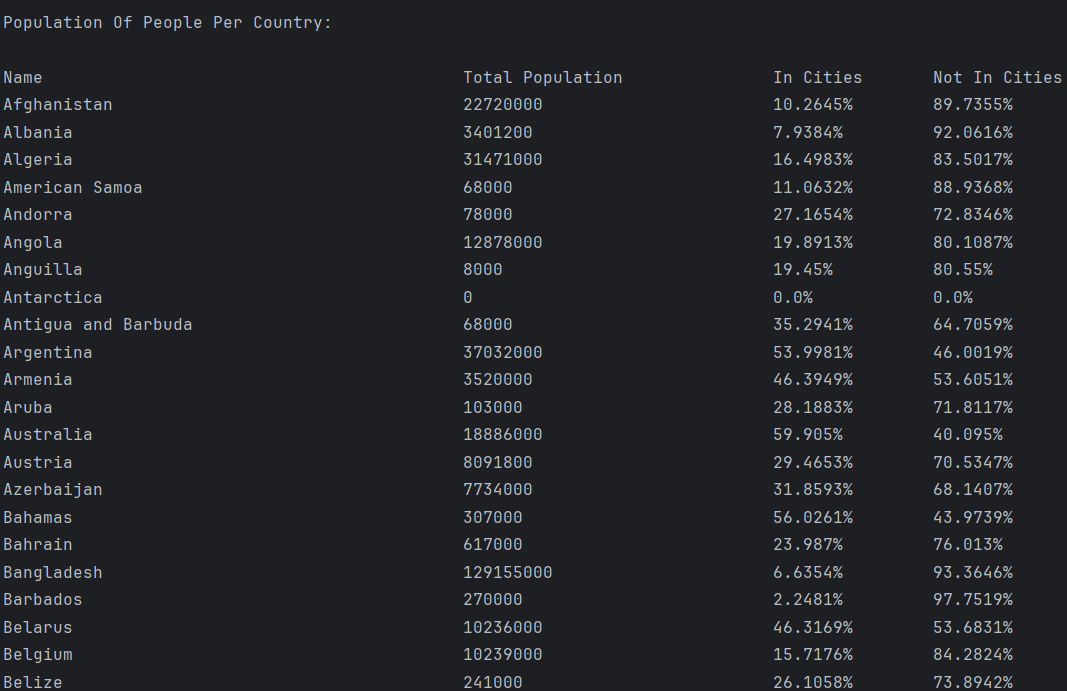 Population Of People Per Country:
Name Total Population In Cities Not In Cities
Afghanistan 22720000 10.2645% 89.7355%
Albania 3401200 7.9384% 92.0616%
Algeria 31471000 16.4983% 83.5017%
American Samoa 68000 11.0632% 88.9368%
Andorra 78000 27.1654% 72.8346%
Angola 12878000 19.8913% 80.1087%
Anguilla 8000 19.45% 80.55%
Antarctica 0 0.0% 0.0%
Antigua and Barbuda 68000 35.2941% 64.7059%
Argentina 37032000 53.9981% 46.0019%
Armenia 3520000 46.3949% 53.6051%
Aruba 103000 28.1883% 71.8117%
Australia 18886000 59.905% 40.095%
Austria 8091800 29.4653% 70.5347%
Azerbaijan 7734000 31.8593% 68.1407%
Bahamas 307000 56.0261% 43.9739%
Bahrain 617000 23.987% 76.013%
Bangladesh 129155000 6.6354% 93.3646%
Barbados 270000 2.2481% 97.7519%
Belarus 10236000 46.3169% 53.6831%
Belgium 10239000 15.7176% 84.2824%
Belize 241000 26.1058% 73.8942%